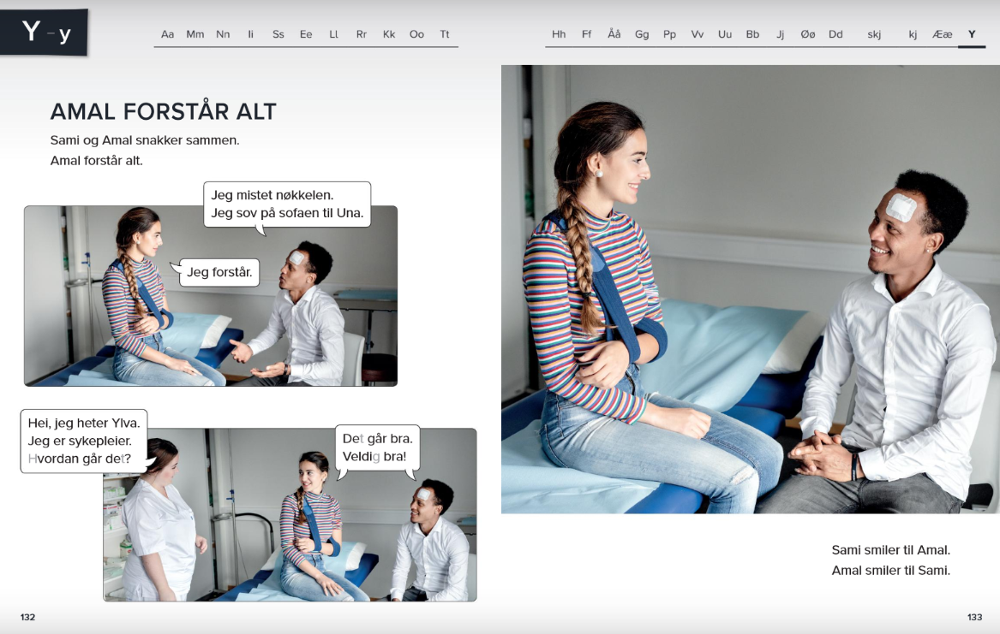 Y - y
Aa Mm Nn Ii Ss Ee Ll Rr Kk Oo Tt
Hh Ff Åå Gg Pp Vv Uu Bb Jj Øø Dd skj kj Ææ Y
AMAL FORSTÅR ALT
Sami og Amal snakker sammen.
Amal forstår alt.
Jeg mistet nøkkelen.
Jeg sov på sofaen til Una.
Jeg forstår.
Hei, jeg heter Ylva.
Jeg er sykepleier.
Hvordan går det?
Det går bra.
Veldig bra!
132
Sami smiler til Amal.
Amal smiler til Sami.
133